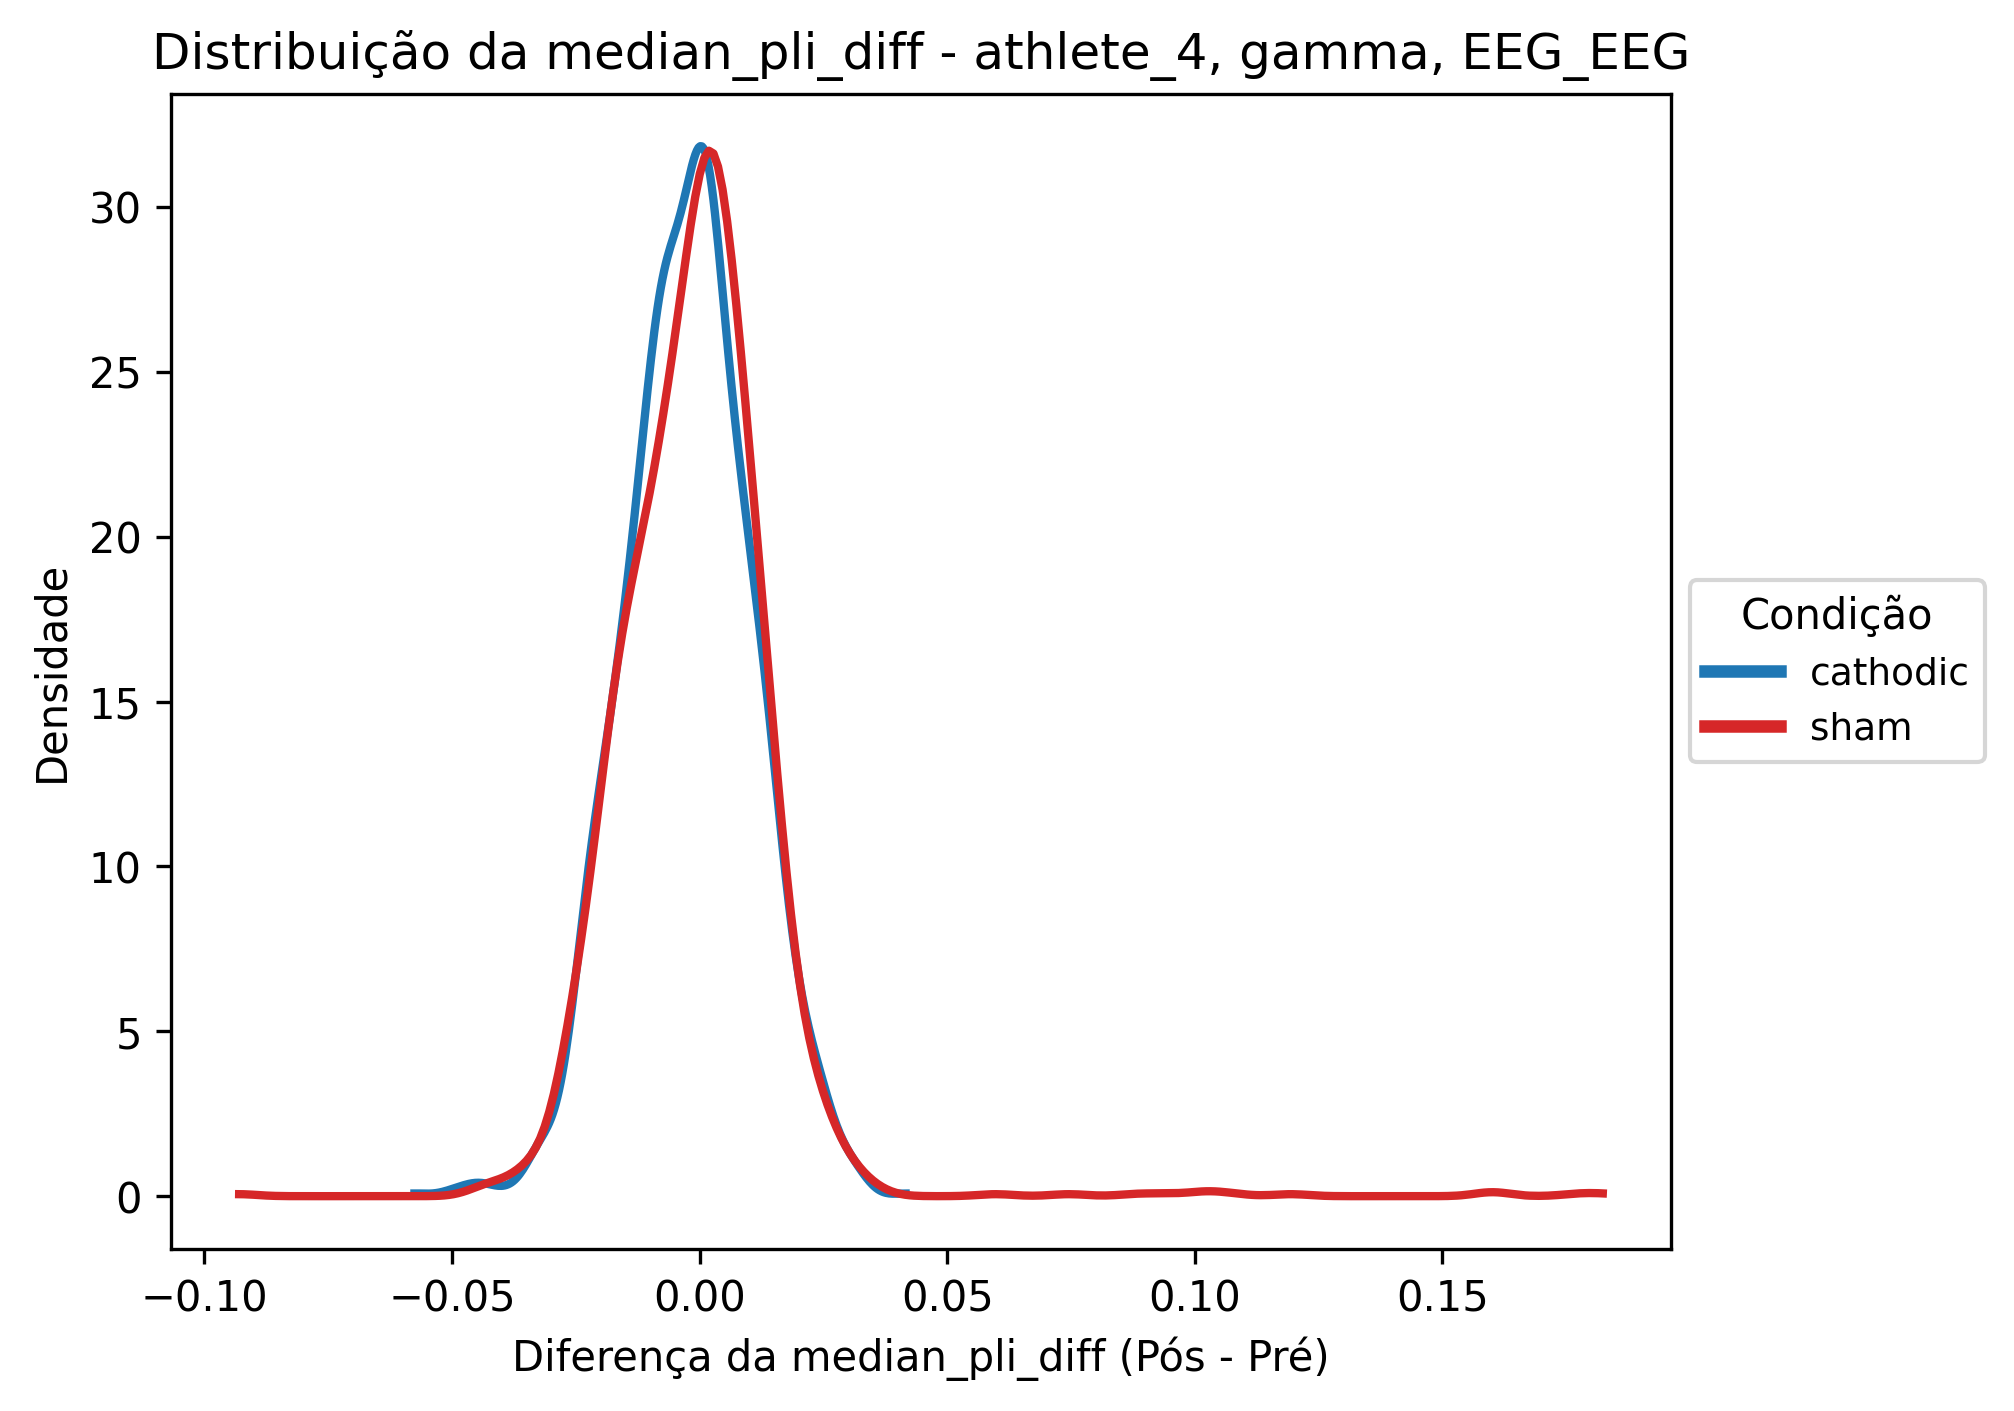 Distribuição da median_pli_diff - athlete_4, gamma, EEG_EEG
Densidade
30
25
20
15
10
5
0
−0.10 −0.05 0.00 0.05 0.10 0.15
Diferença da median_pli_diff (Pós - Pré)
Condição
cathodic
sham